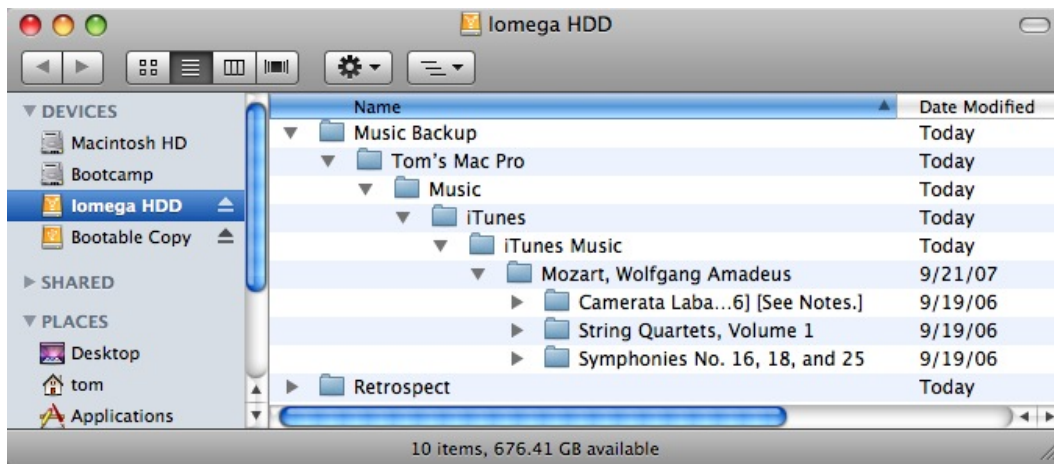 Iomega HDD
Name Date Modified
DEVICES
Macintosh HD
Bootcamp
Iomega HDD
Bootable Copy
SHARED
PLACES
Desktop
tom
Applications
Music Backup Today
Tom's Mac Pro Today
Music Today
iTunes Today
iTunes Music Today
Mozart, Wolfgang Amadeus 9/21/07
Camerata Laba...6] [See Notes.] 9/19/06
String Quartets, Volume 1 9/19/06
Symphonies No. 16, 18, and 25 9/19/06
Retrospect Today
10 items, 676.41 GB available